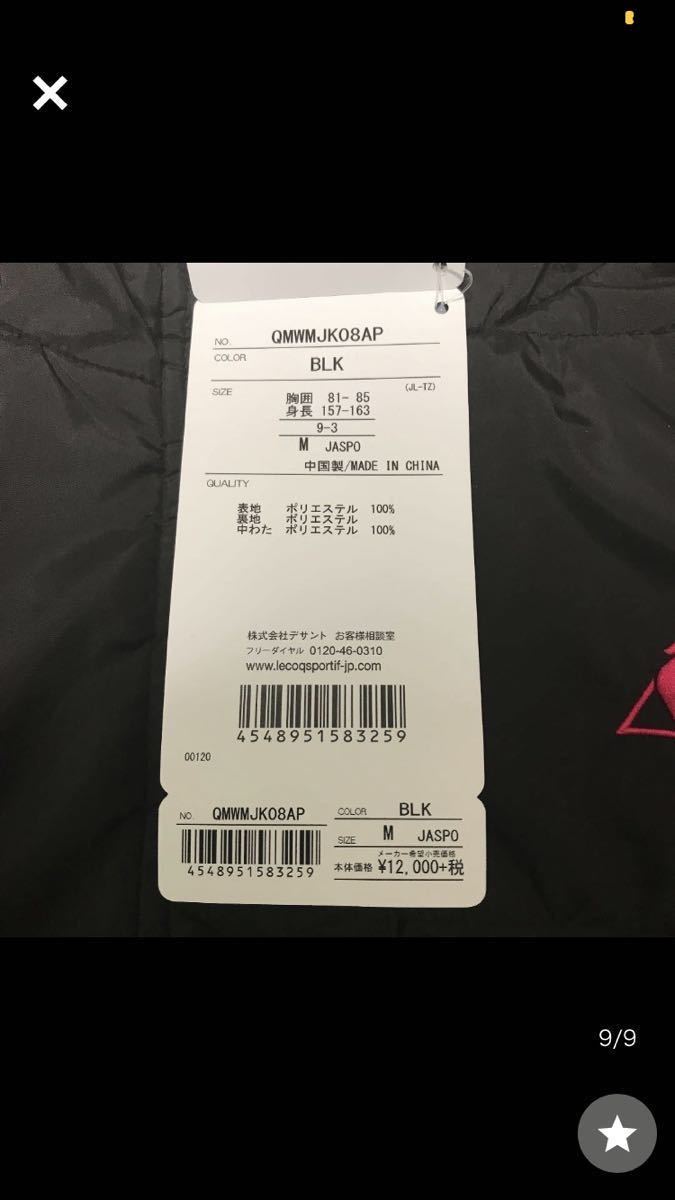 NO. QMWMJK08AP
COLOR BLK
SIZE (JL-TZ)
胸囲 81- 85
身長 157-163
9-3
M JASPO
中国製/MADE IN CHINA
QUALITY
表地 ポリエステル 100%
裏地 ポリエステル
中わた ポリエステル 100%
株式会社デサント お客様相談室
フリーダイヤル 0120-46-0310
www.lecoqsportif-jp.com
4548951583259
00120
NO. QMWMJK08AP
4548951583259
COLOR BLK
SIZE M JASPO
メーカー希望小売価格
本体価格 ¥12,000+税
9/9